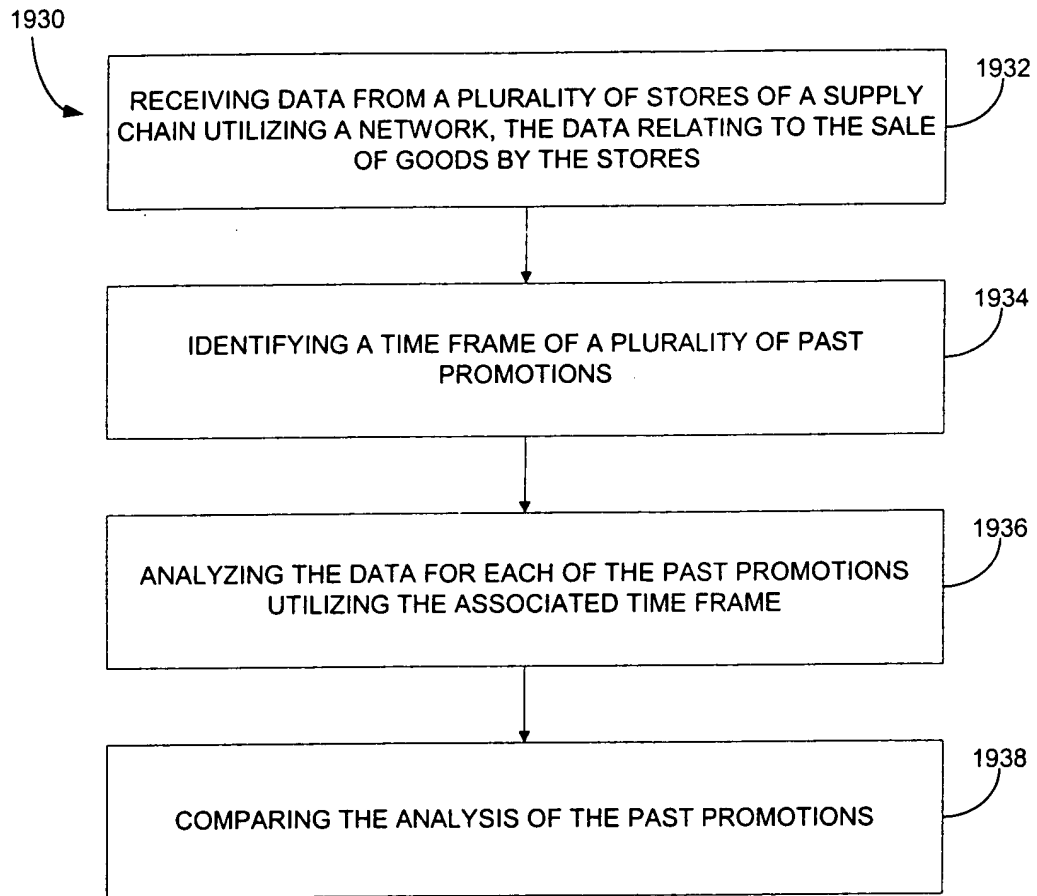 1930
1932
RECEIVING DATA FROM A PLURALITY OF STORES OF A SUPPLY
CHAIN UTILIZING A NETWORK, THE DATA RELATING TO THE SALE
OF GOODS BY THE STORES
1934
IDENTIFYING A TIME FRAME OF A PLURALITY OF PAST
PROMOTIONS
1936
ANALYZING THE DATA FOR EACH OF THE PAST PROMOTIONS
UTILIZING THE ASSOCIATED TIME FRAME
1938
COMPARING THE ANALYSIS OF THE PAST PROMOTIONS